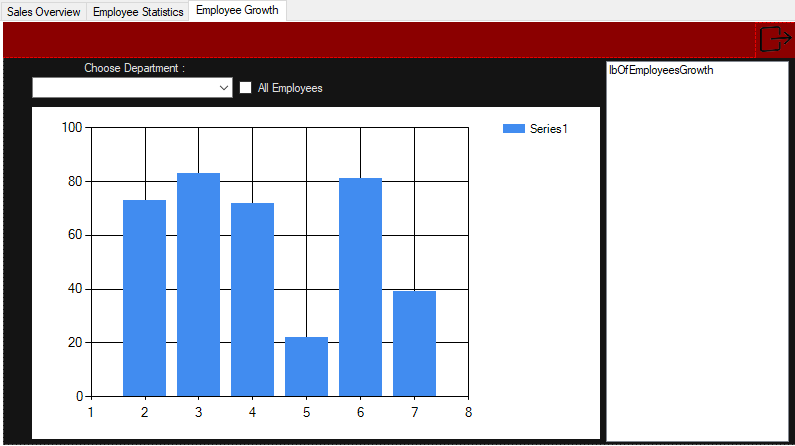 Sales Overview
Employee Statistics
Employee Growth
Choose Department :
All Employees
lbOfEmployeesGrowth
Series1
100
80
60
40
20
0
1 2 3 4 5 6 7 8